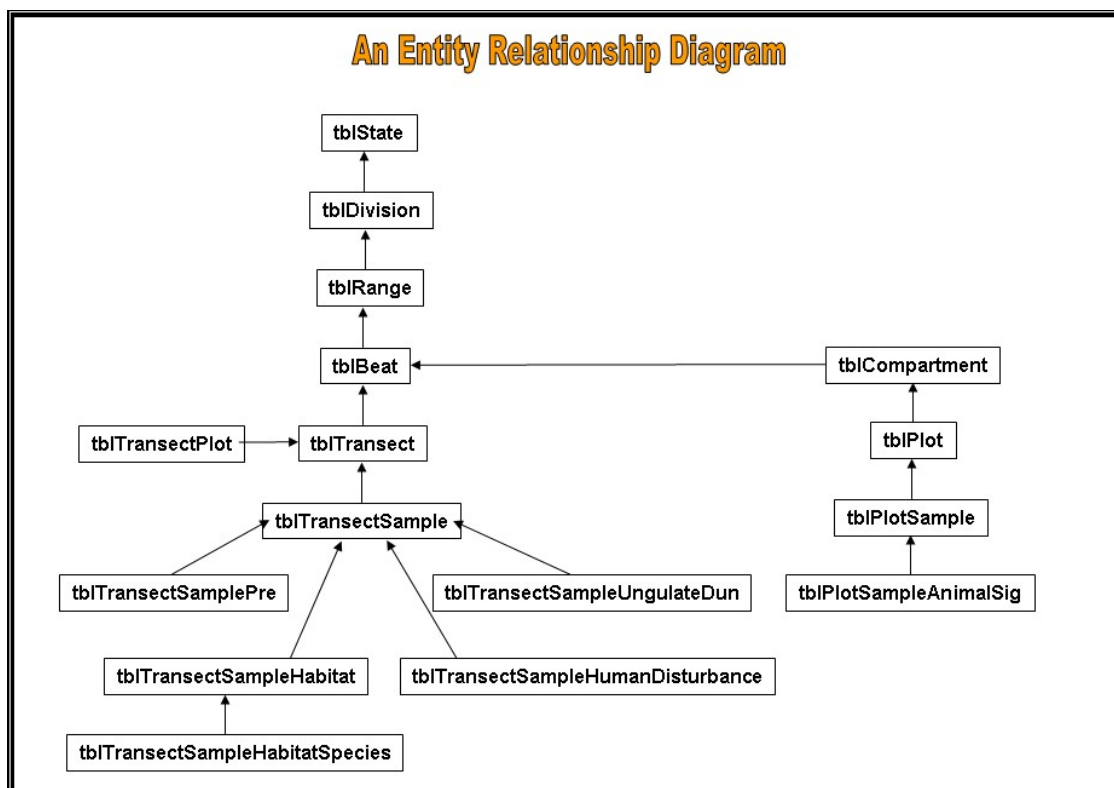 An Entity Relationship Diagram
tblState
tblDivision
tblRange
tblBeat
tblCompartment
tblTransectPlot
tblTransect
tblPlot
tblTransectSample
tblPlotSample
tblTransectSamplePre
tblTransectSampleUngulateDun
tblPlotSampleAnimalSig
tblTransectSampleHabitat
tblTransectSampleHumanDisturbance
tblTransectSampleHabitatSpecies